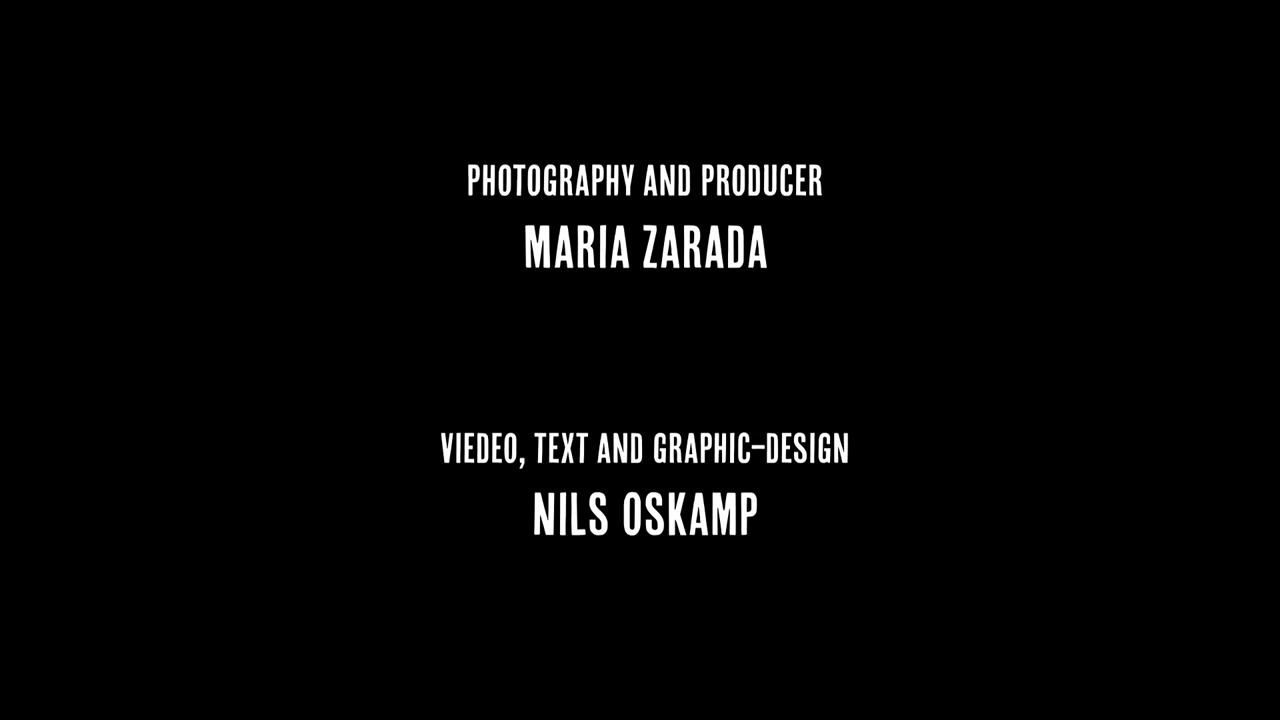 PHOTOGRAPHY AND PRODUCER
MARIA ZARADA
VIEDEO, TEXT AND GRAPHIC-DESIGN
NILS OSKAMP